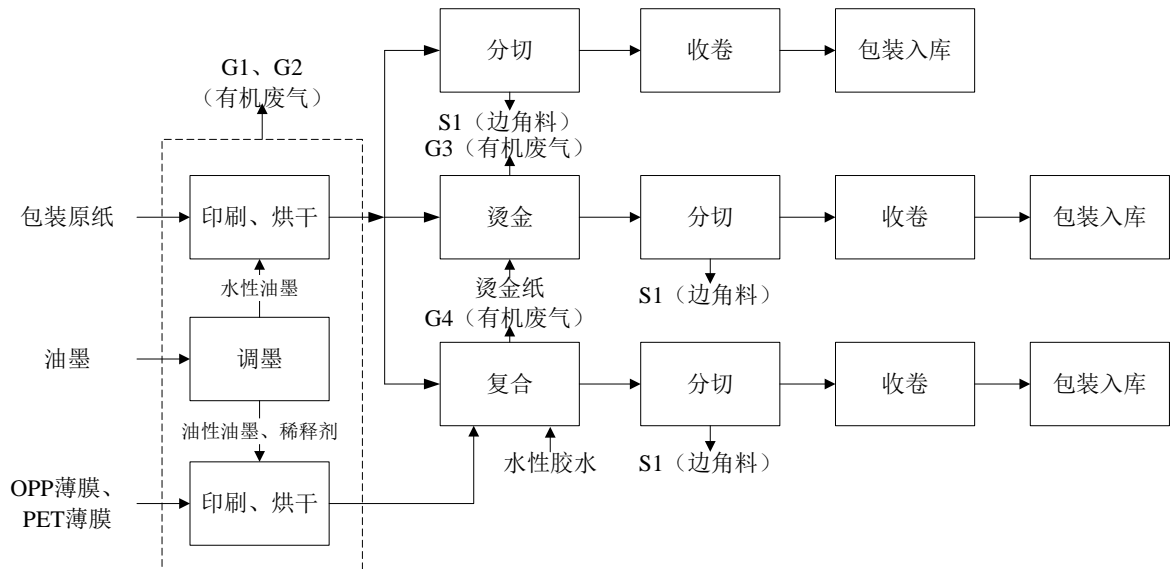 分切
收卷
包装入库
G1、G2
（有机废气）
S1（边角料）
G3（有机废气）
包装原纸
印刷、烘干
烫金
分切
收卷
包装入库
水性油墨
烫金纸
S1（边角料）
G4（有机废气）
油墨
调墨
复合
分切
收卷
包装入库
油性油墨、稀释剂
水性胶水
S1（边角料）
OPP薄膜、
PET薄膜
印刷、烘干